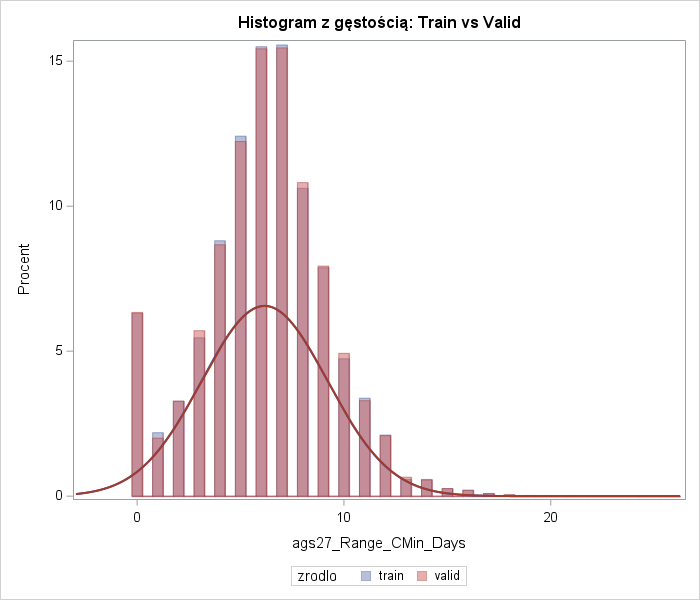 Histogram z gęstością: Train vs Valid
15
10
5
0
Procent
0 10 20
ags27_Range_CMin_Days
zrodlo train valid